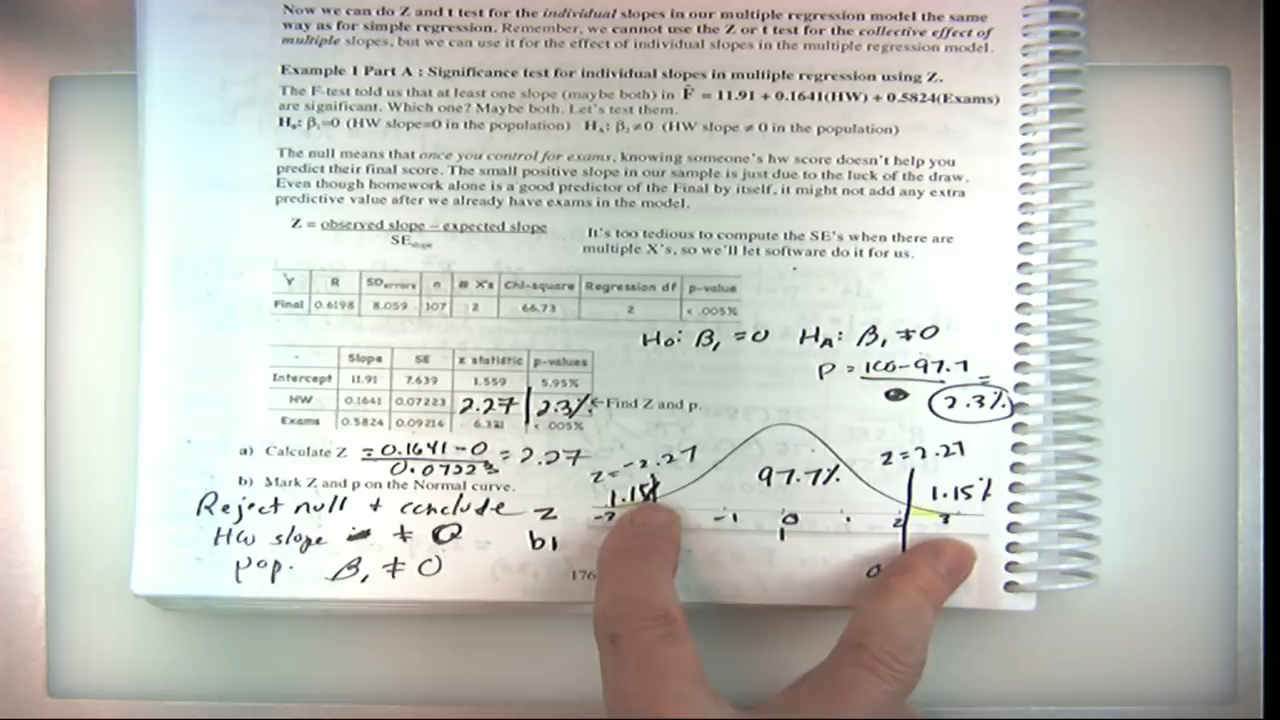 Now we can do Z and t test for the individual slopes in our multiple regression model the same
way as for simple regression. Remember, we cannot use the Z or t test for the collective effect of
multiple slopes, but we can use it for the effect of individual slopes in the multiple regression model.
Example 1 Part A : Significance test for individual slopes in multiple regression using Z.
The F-test told us that at least one slope (maybe both) in F̂ = 11.91 + 0.1641(HW) + 0.5824(Exams)
are significant. Which one? Maybe both. Let's test them.
H₀: β₁=0 (HW slope=0 in the population) Hₐ: β₂≠0 (HW slope ≠ 0 in the population)
The null means that once you control for exams, knowing someone's hw score doesn't help you
predict their final score. The small positive slope in our sample is just due to the luck of the draw.
Even though homework alone is a good predictor of the Final by itself, it might not add any extra
predictive value after we already have exams in the model.
Z = observed slope – expected slope
SEslope
It's too tedious to compute the SE's when there are
multiple X's, so we'll let software do it for us.
Y R SDerrors n # X's Chi-square Regression df p-value
Final 0.6198 8.059 107 2 66.73 2 < .005%
H₀: β₁ = 0 Hₐ: β₁ ≠ 0
P = 100-97.7 =
2.3%
Slope SE z statistic p-values
Intercept 11.91 7.639 1.559 5.95%
HW 0.1641 0.07223 2.27 2.3% ←Find Z and p.
Exams 0.5824 0.09214 6.321 < .005%
a) Calculate Z = 0.1641-0 = 2.27
0.07223
b) Mark Z and p on the Normal curve.
Z=-2.27
1.15%
97.7%
Z=2.27
1.15%
Reject null + conclude
HW slope ≠ 0
pop. β₁ ≠ 0
Z -1 0 2 3
b1
176